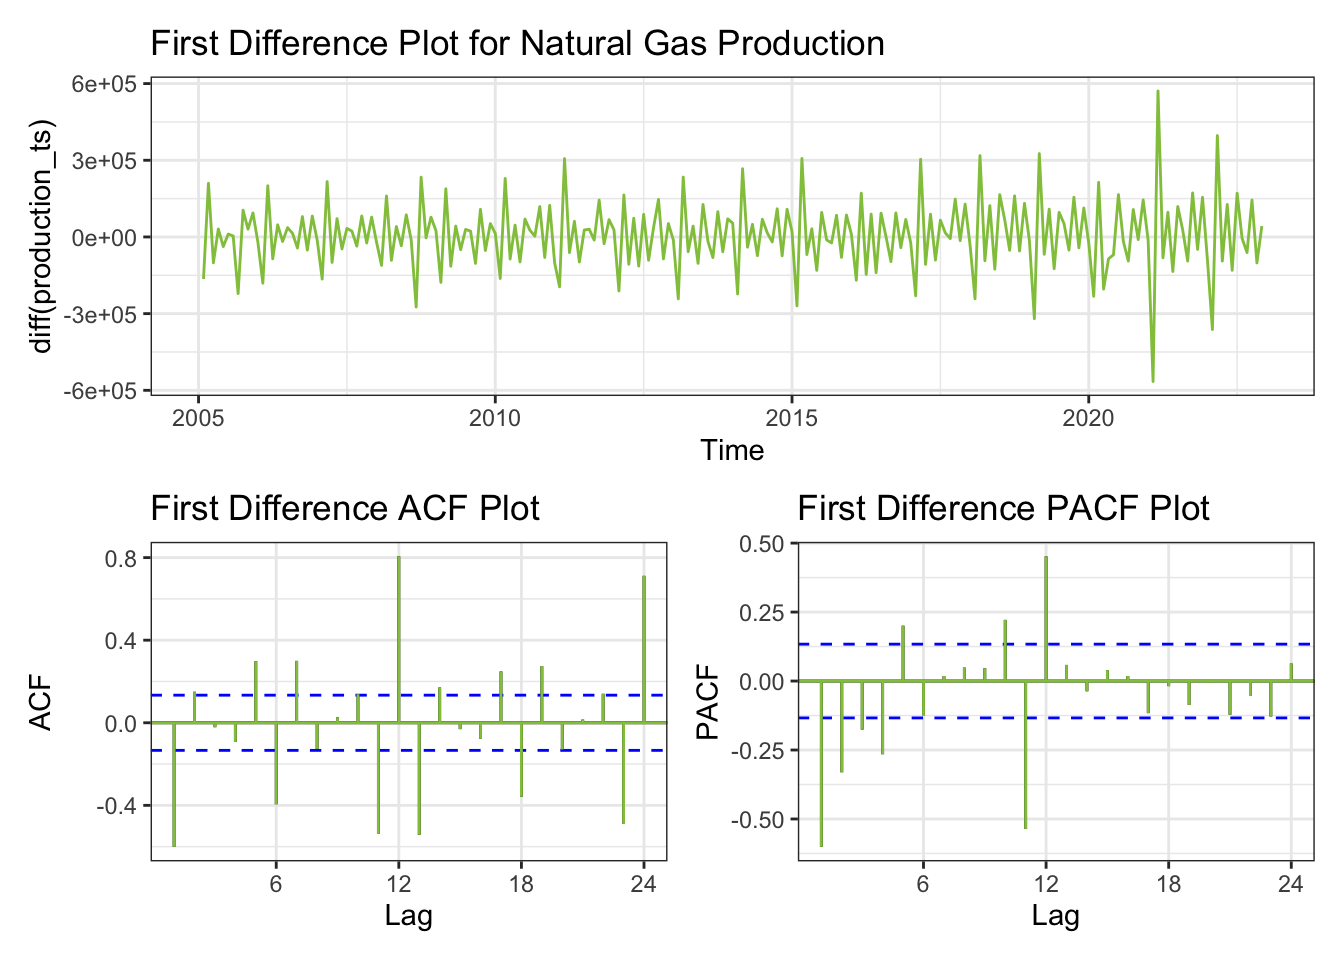 First Difference Plot for Natural Gas Production
6e+05
3e+05
0e+00
-3e+05
-6e+05
diff(production_ts)
2005 2010 2015 2020
Time
First Difference ACF Plot
0.8
0.4
0.0
-0.4
ACF
6 12 18 24
Lag
First Difference PACF Plot
0.50
0.25
0.00
-0.25
-0.50
PACF
6 12 18 24
Lag